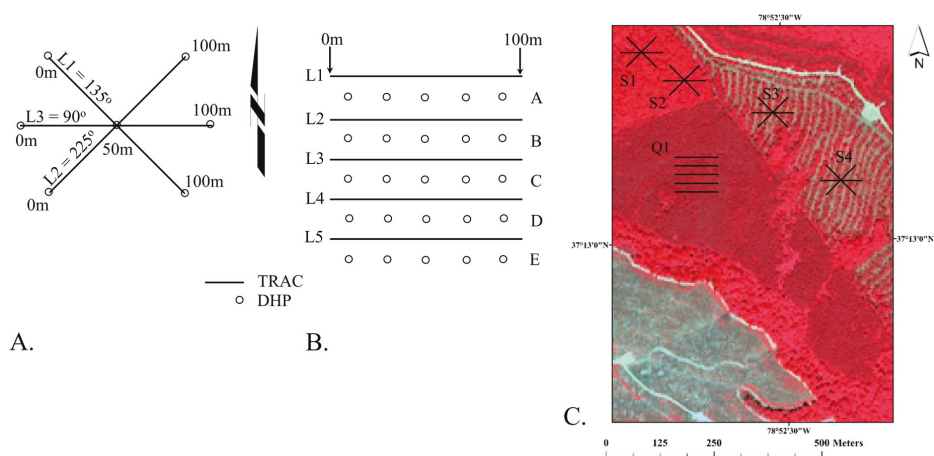 100m
L1 = 135°
0m
L3 = 90°
100m
0m
50m
L2 = 225°
0m
100m
TRAC
DHP
A.
0m 100m
L1
A
L2
B
L3
C
L4
D
L5
E
B.
78°52'30"W
N
S1
S2
S3
Q1
S4
37°13'0"N 37°13'0"N
78°52'30"W
C.
0 125 250 500 Meters